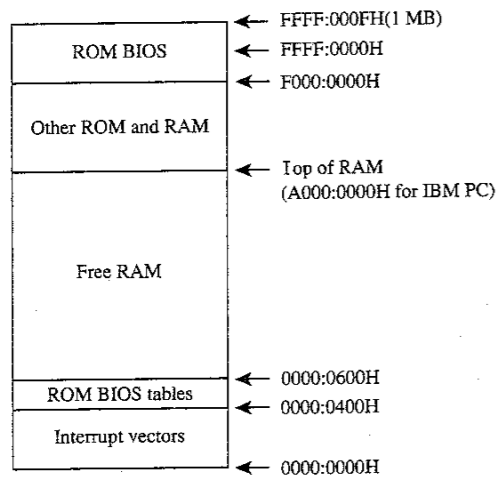 FFFF:000FH(1 MB)
ROM BIOS
FFFF:0000H
F000:0000H
Other ROM and RAM
Top of RAM
(A000:0000H for IBM PC)
Free RAM
0000:0600H
ROM BIOS tables
0000:0400H
Interrupt vectors
0000:0000H